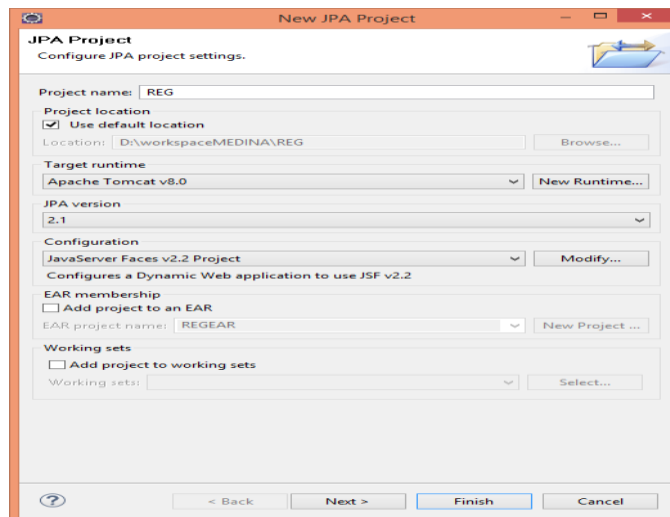 New JPA Project
JPA Project
Configure JPA project settings.
Project name: REG
Project location
Use default location
Location: D:\workspaceMEDINA\REG Browse...
Target runtime
Apache Tomcat v8.0 New Runtime...
JPA version
2.1
Configuration
JavaServer Faces v2.2 Project Modify...
Configures a Dynamic Web application to use JSF v2.2
EAR membership
Add project to an EAR
EAR project name: REGEAR New Project ...
Working sets
Add project to working sets
Working sets: Select...
? < Back Next > Finish Cancel